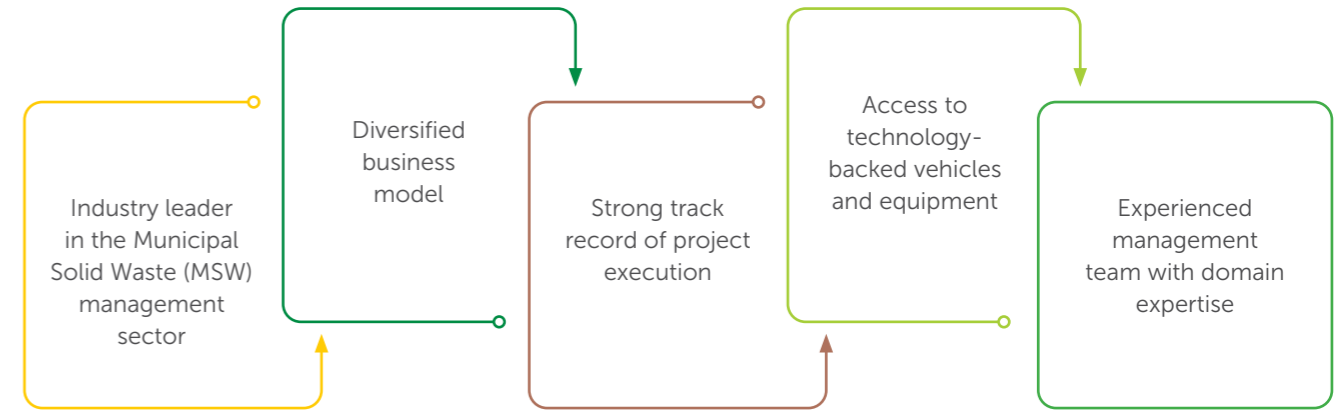 Industry leader
in the Municipal
Solid Waste (MSW)
management
sector
Diversified
business
model
Strong track
record of project
execution
Access to
technology-
backed vehicles
and equipment
Experienced
management
team with domain
expertise